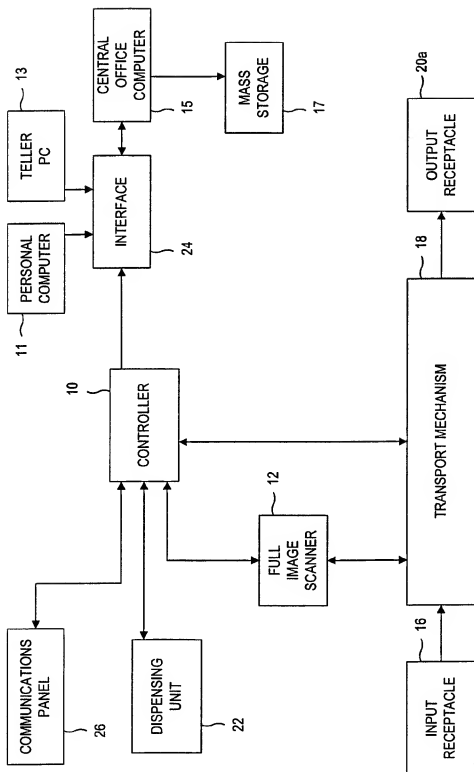 13
TELLER
PC
PERSONAL
COMPUTER
11
CENTRAL
OFFICE
COMPUTER
15
INTERFACE
24
MASS
STORAGE
17
10
CONTROLLER
COMMUNICATIONS
PANEL
26
DISPENSING
UNIT
22
12
FULL
IMAGE
SCANNER
16
INPUT
RECEPTACLE
18
TRANSPORT MECHANISM
20a
OUTPUT
RECEPTACLE